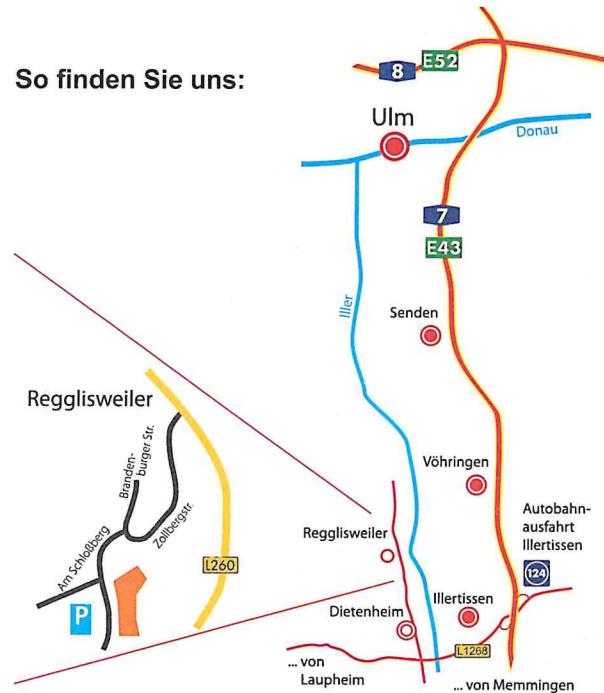 So finden Sie uns:
8
E52
Ulm
Donau
7
E43
Iller
Senden
Regglisweiler
Branden-
burger Str.
Zollbergstr.
Am Schloßberg
L260
P
Vöhringen
Autobahn-
ausfahrt
Illertissen
124
Regglisweiler
Illertissen
Dietenheim
L1268
... von
Laupheim
... von Memmingen